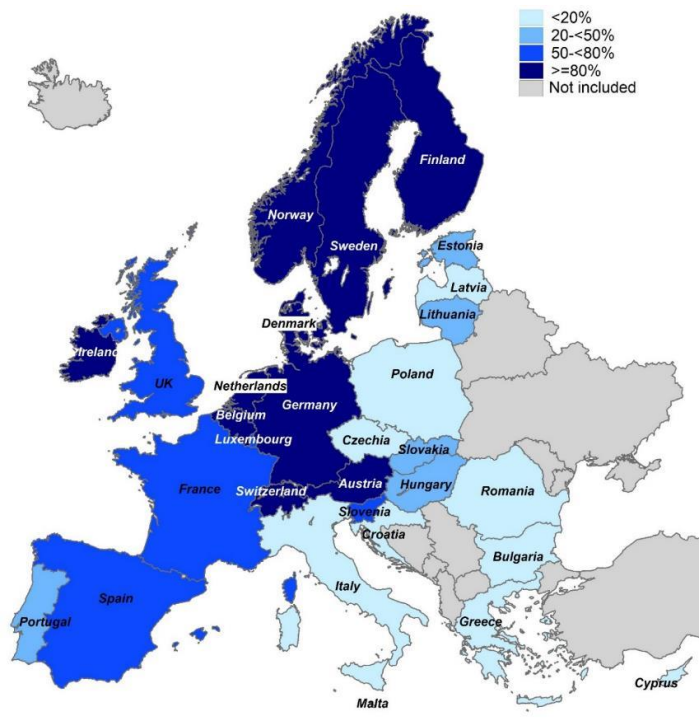 <20%
20-<50%
50-<80%
>=80%
Not included
Finland
Norway
Sweden
Estonia
Latvia
Lithuania
Denmark
Ireland
Netherlands
Poland
UK
Belgium
Germany
Luxembourg
Czechia
Slovakia
France
Switzerland
Austria
Hungary
Romania
Slovenia
Croatia
Bulgaria
Italy
Spain
Portugal
Greece
Cyprus
Malta